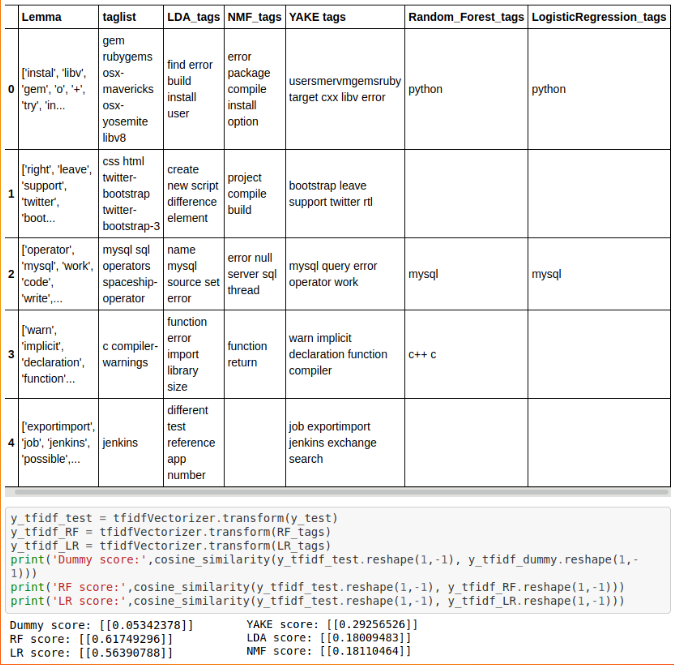 Lemma taglist LDA_tags NMF_tags YAKE tags Random_Forest_tags LogisticRegression_tags
0
['instal', 'libv',
'gem', 'o', '+',
'try', 'in...
gem
rubygems
osx-
mavericks
osx-
yosemite
libv8
find error
build
install
user
error
package
compile
install
option
usersmervmgemsruby
target cxx libv error
python
python
1
['right', 'leave',
'support',
'twitter',
'boot...
css html
twitter-
bootstrap
twitter-
bootstrap-3
create
new script
difference
element
project
compile
build
bootstrap leave
support twitter rtl
2
['operator',
'mysql', 'work',
'code',
'write',...
mysql sql
operators
spaceship-
operator
name
mysql
source set
error
error null
server sql
thread
mysql query error
operator work
mysql
mysql
3
['warn',
'implicit',
'declaration',
'function'...
c compiler-
warnings
function
error
import
library
size
function
return
warn implicit
declaration function
compiler
c++ c
4
['exportimport',
'job', 'jenkins',
'possible',...
jenkins
different
test
reference
app
number
job exportimport
jenkins exchange
search
y_tfidf_test = tfidfVectorizer.transform(y_test)
y_tfidf_RF = tfidfVectorizer.transform(RF_tags)
y_tfidf_LR = tfidfVectorizer.transform(LR_tags)
print('Dummy score:',cosine_similarity(y_tfidf_test.reshape(1,-1), y_tfidf_dummy.reshape(1,-
1)))
print('RF score:',cosine_similarity(y_tfidf_test.reshape(1,-1), y_tfidf_RF.reshape(1,-1)))
print('LR score:',cosine_similarity(y_tfidf_test.reshape(1,-1), y_tfidf_LR.reshape(1,-1)))
Dummy score: [[0.05342378]]
RF score: [[0.61749296]]
LR score: [[0.56390788]]
YAKE score: [[0.29256526]]
LDA score: [[0.18009483]]
NMF score: [[0.18110464]]